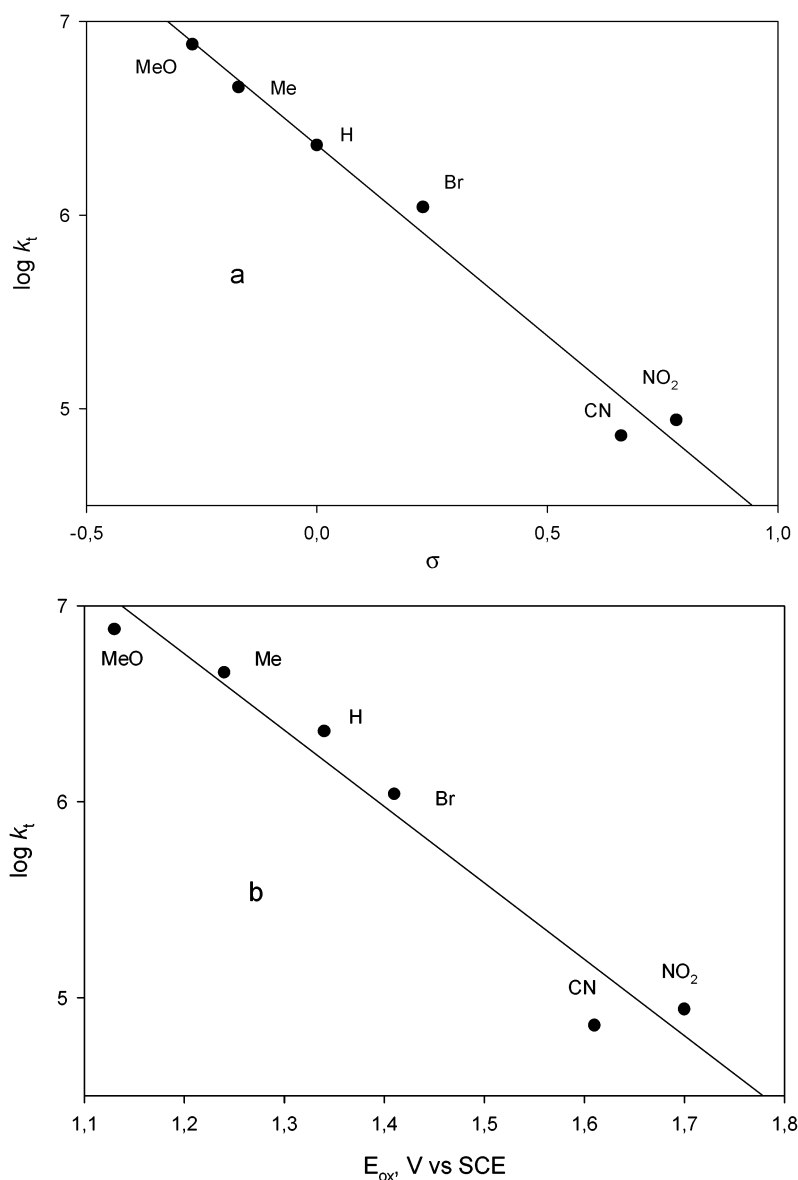 7
MeO
Me
H
Br
6
log kt
a
NO2
5
CN
-0,5
0,0
0,5
1,0
σ
7
MeO
Me
H
Br
6
log kt
b
NO2
CN
5
1,1
1,2
1,3
1,4
1,5
1,6
1,7
1,8
Eox, V vs SCE